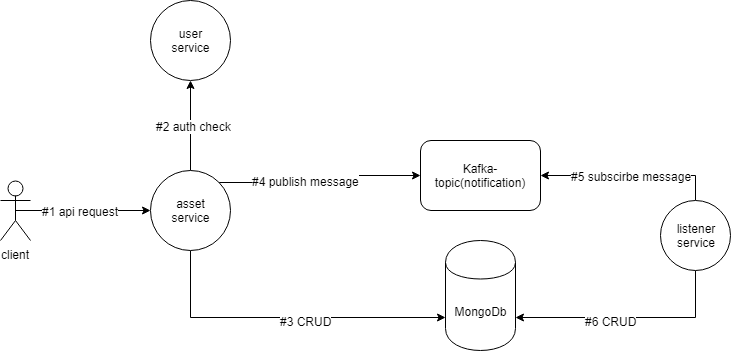 user
service
#2 auth check
Kafka-
topic(notification)
#4 publish message
#5 subscirbe message
asset
service
#1 api request
listener
service
client
MongoDb
#3 CRUD
#6 CRUD